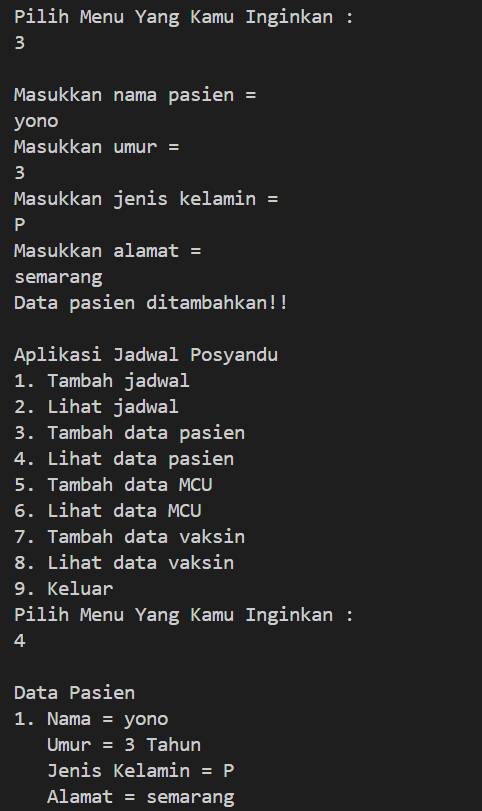 Pilih Menu Yang Kamu Inginkan :
3
Masukkan nama pasien =
yono
Masukkan umur =
3
Masukkan jenis kelamin =
P
Masukkan alamat =
semarang
Data pasien ditambahkan!!
Aplikasi Jadwal Posyandu
1. Tambah jadwal
2. Lihat jadwal
3. Tambah data pasien
4. Lihat data pasien
5. Tambah data MCU
6. Lihat data MCU
7. Tambah data vaksin
8. Lihat data vaksin
9. Keluar
Pilih Menu Yang Kamu Inginkan :
4
Data Pasien
1. Nama = yono
Umur = 3 Tahun
Jenis Kelamin = P
Alamat = semarang